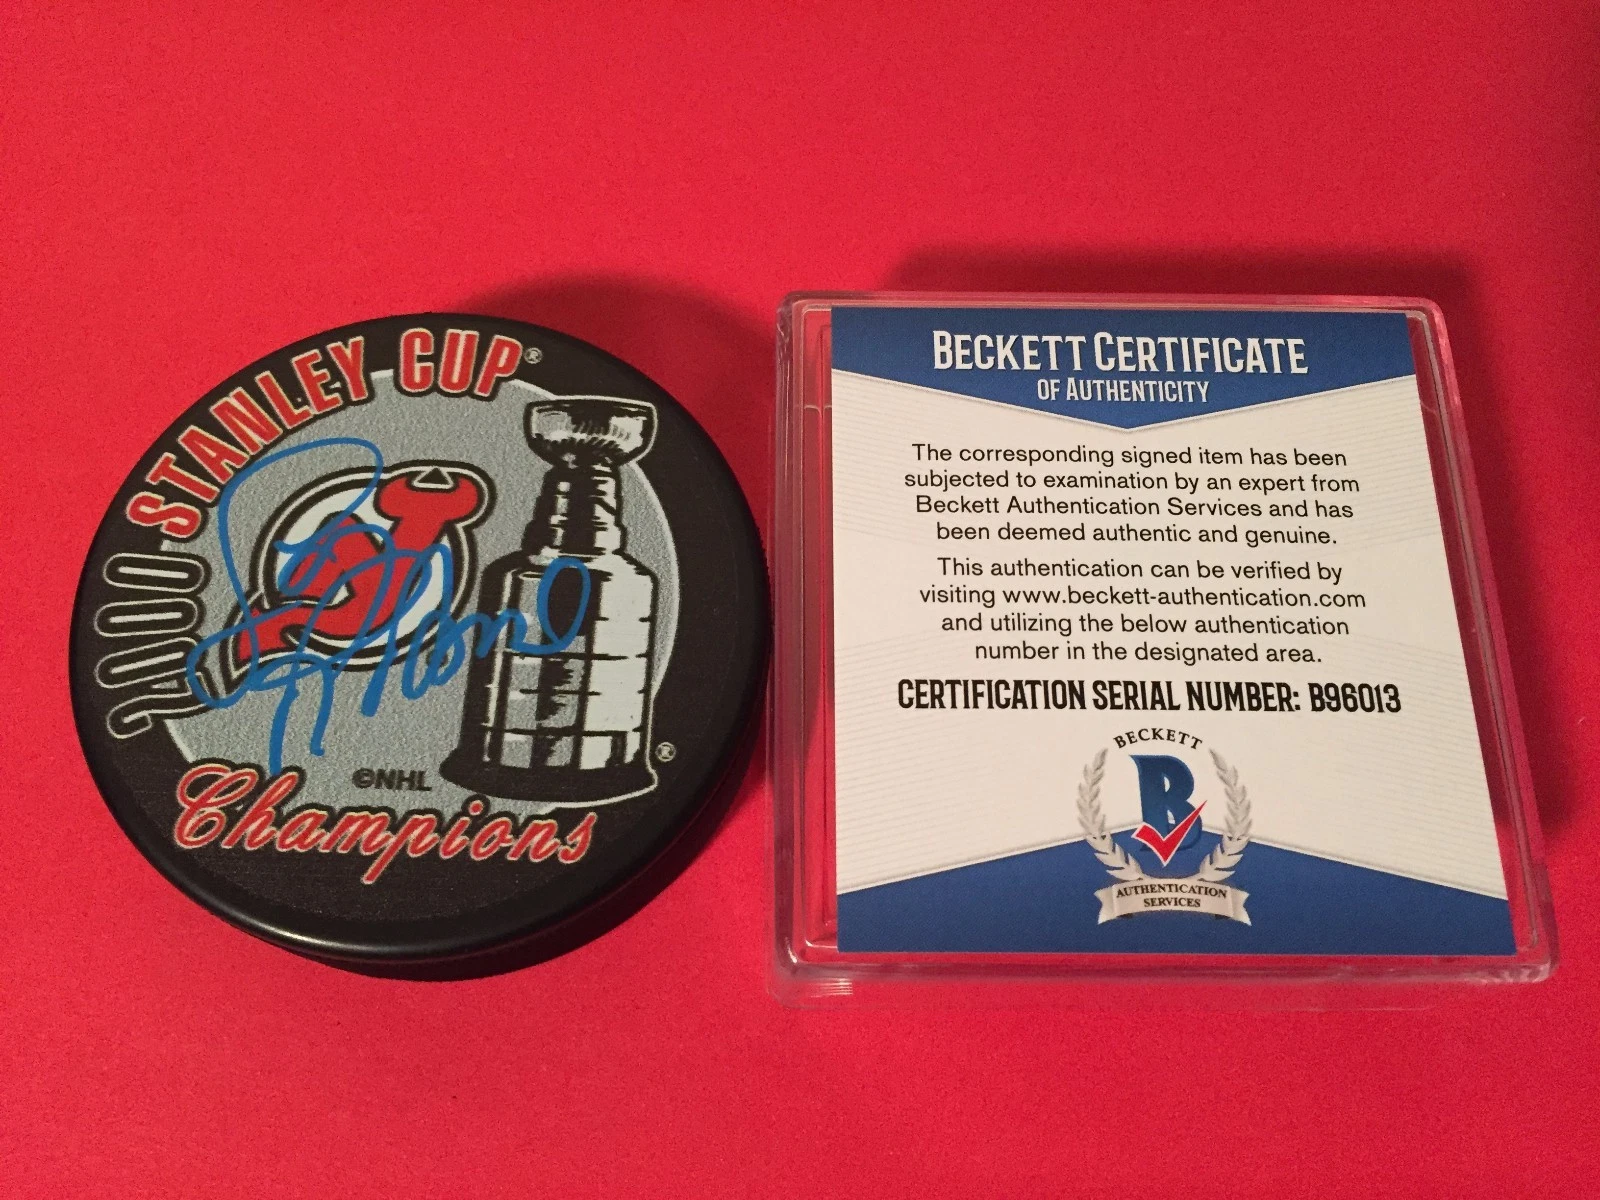 2000 STANLEY CUP®
©NHL ®
Champions
BECKETT CERTIFICATE
OF AUTHENTICITY
The corresponding signed item has been
subjected to examination by an expert from
Beckett Authentication Services and has
been deemed authentic and genuine.
This authentication can be verified by
visiting www.beckett-authentication.com
and utilizing the below authentication
number in the designated area.
CERTIFICATION SERIAL NUMBER: B96013
BECKETT
B
AUTHENTICATION
SERVICES